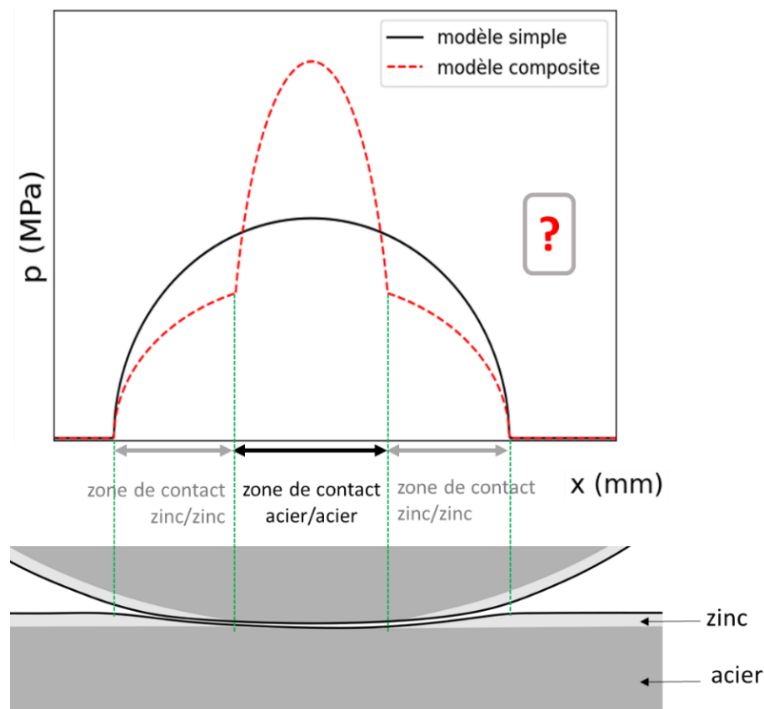 modèle simple
modèle composite
p (MPa)
?
zone de contact
zinc/zinc
zone de contact
acier/acier
zone de contact
zinc/zinc
x (mm)
zinc
acier